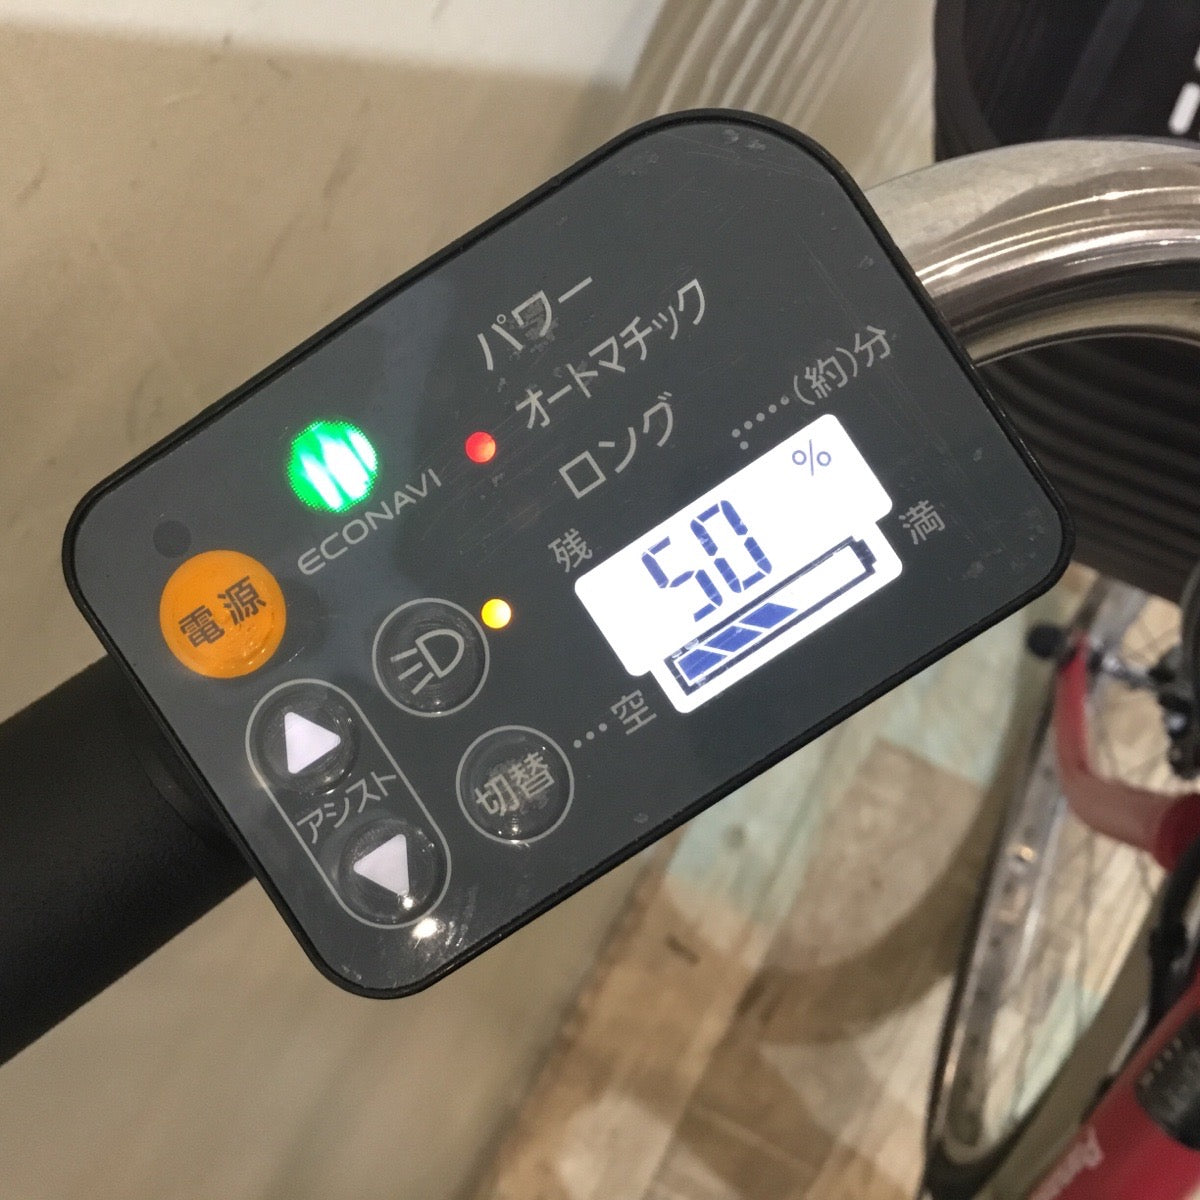 パワー
オートマチック
ロング
(約)分
ECONAVI
残
%
50
満
電源
空
切替
アシスト